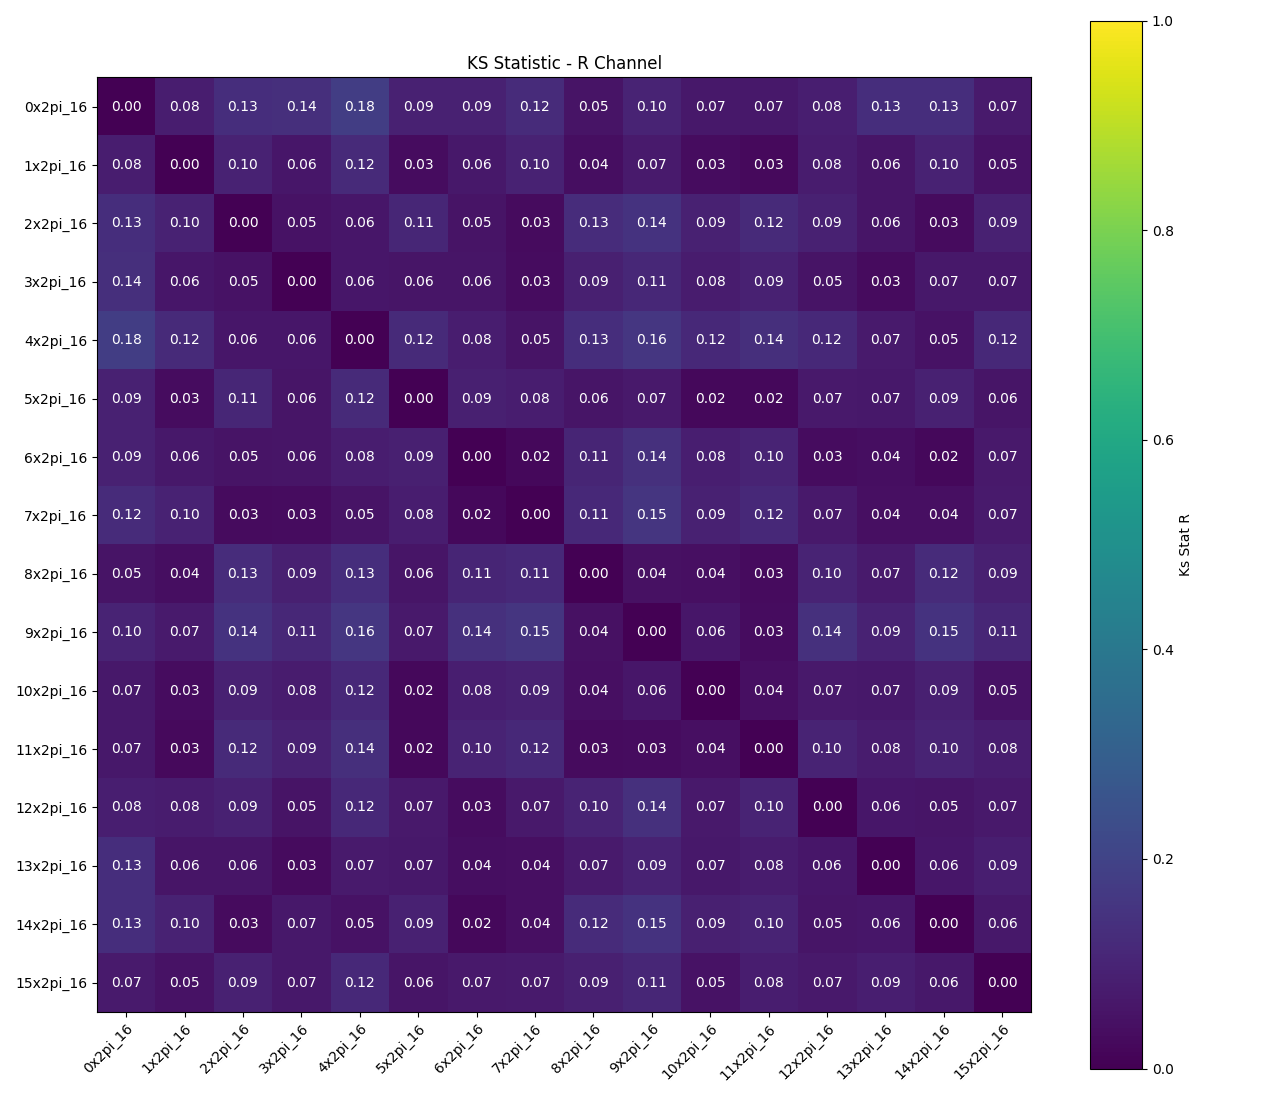 KS Statistic - R Channel
1.0
0x2pi_16 0.00 0.08 0.13 0.14 0.18 0.09 0.09 0.12 0.05 0.10 0.07 0.07 0.08 0.13 0.13 0.07
1x2pi_16 0.08 0.00 0.10 0.06 0.12 0.03 0.06 0.10 0.04 0.07 0.03 0.03 0.08 0.06 0.10 0.05
2x2pi_16 0.13 0.10 0.00 0.05 0.06 0.11 0.05 0.03 0.13 0.14 0.09 0.12 0.09 0.06 0.03 0.09
0.8
3x2pi_16 0.14 0.06 0.05 0.00 0.06 0.06 0.06 0.03 0.09 0.11 0.08 0.09 0.05 0.03 0.07 0.07
4x2pi_16 0.18 0.12 0.06 0.06 0.00 0.12 0.08 0.05 0.13 0.16 0.12 0.14 0.12 0.07 0.05 0.12
5x2pi_16 0.09 0.03 0.11 0.06 0.12 0.00 0.09 0.08 0.06 0.07 0.02 0.02 0.07 0.07 0.09 0.06
0.6
6x2pi_16 0.09 0.06 0.05 0.06 0.08 0.09 0.00 0.02 0.11 0.14 0.08 0.10 0.03 0.04 0.02 0.07
7x2pi_16 0.12 0.10 0.03 0.03 0.05 0.08 0.02 0.00 0.11 0.15 0.09 0.12 0.07 0.04 0.04 0.07
Ks Stat R
8x2pi_16 0.05 0.04 0.13 0.09 0.13 0.06 0.11 0.11 0.00 0.04 0.04 0.03 0.10 0.07 0.12 0.09
9x2pi_16 0.10 0.07 0.14 0.11 0.16 0.07 0.14 0.15 0.04 0.00 0.06 0.03 0.14 0.09 0.15 0.11
0.4
10x2pi_16 0.07 0.03 0.09 0.08 0.12 0.02 0.08 0.09 0.04 0.06 0.00 0.04 0.07 0.07 0.09 0.05
11x2pi_16 0.07 0.03 0.12 0.09 0.14 0.02 0.10 0.12 0.03 0.03 0.04 0.00 0.10 0.08 0.10 0.08
12x2pi_16 0.08 0.08 0.09 0.05 0.12 0.07 0.03 0.07 0.10 0.14 0.07 0.10 0.00 0.06 0.05 0.07
0.2
13x2pi_16 0.13 0.06 0.06 0.03 0.07 0.07 0.04 0.04 0.07 0.09 0.07 0.08 0.06 0.00 0.06 0.09
14x2pi_16 0.13 0.10 0.03 0.07 0.05 0.09 0.02 0.04 0.12 0.15 0.09 0.10 0.05 0.06 0.00 0.06
15x2pi_16 0.07 0.05 0.09 0.07 0.12 0.06 0.07 0.07 0.09 0.11 0.05 0.08 0.07 0.09 0.06 0.00
0.0
0x2pi_16 1x2pi_16 2x2pi_16 3x2pi_16 4x2pi_16 5x2pi_16 6x2pi_16 7x2pi_16 8x2pi_16 9x2pi_16 10x2pi_16 11x2pi_16 12x2pi_16 13x2pi_16 14x2pi_16 15x2pi_16